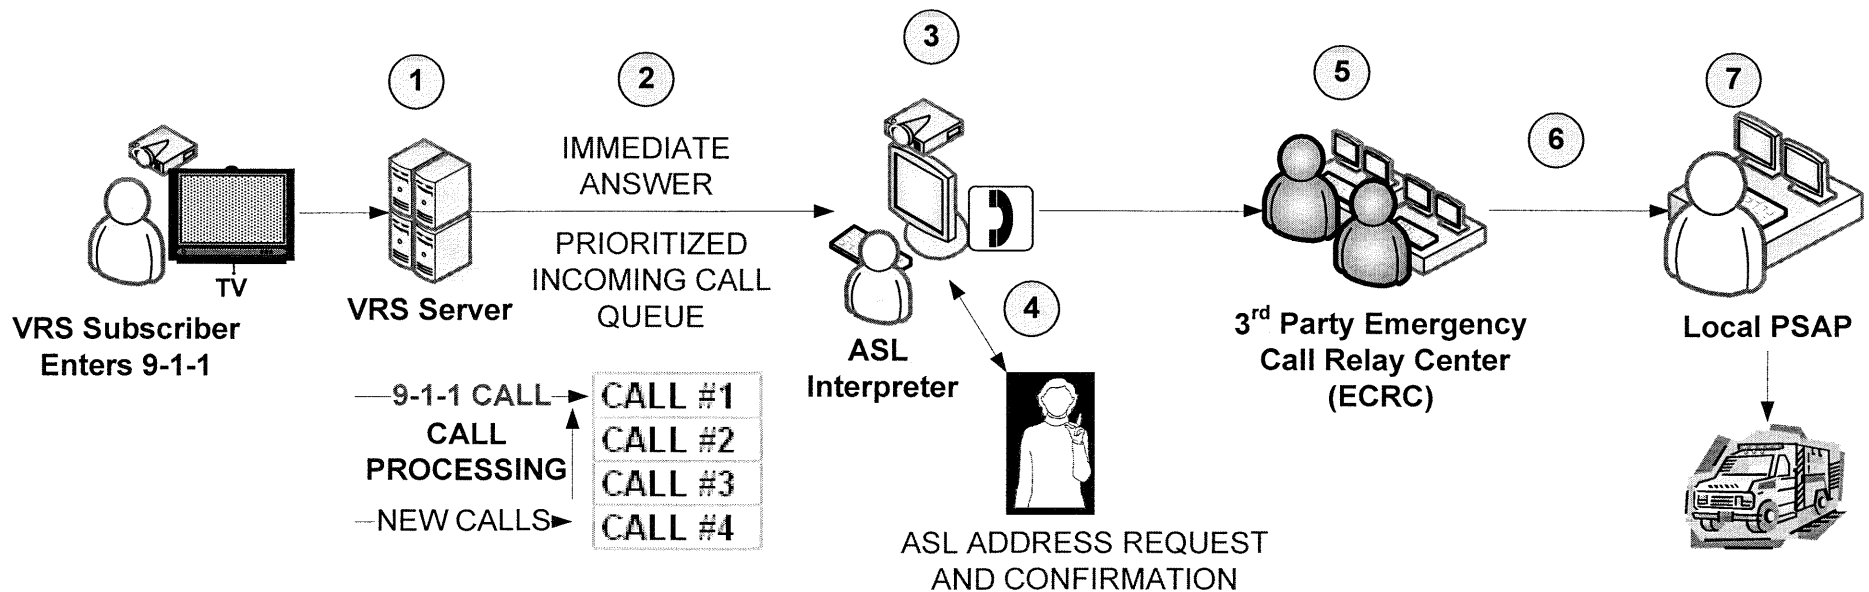 1
2
3
4
5
6
7
TV
VRS Subscriber
Enters 9-1-1
VRS Server
IMMEDIATE
ANSWER
PRIORITIZED
INCOMING CALL
QUEUE
9-1-1 CALL
CALL
PROCESSING
NEW CALLS
CALL #1
CALL #2
CALL #3
CALL #4
ASL
Interpreter
ASL ADDRESS REQUEST
AND CONFIRMATION
3rd Party Emergency
Call Relay Center
(ECRC)
Local PSAP